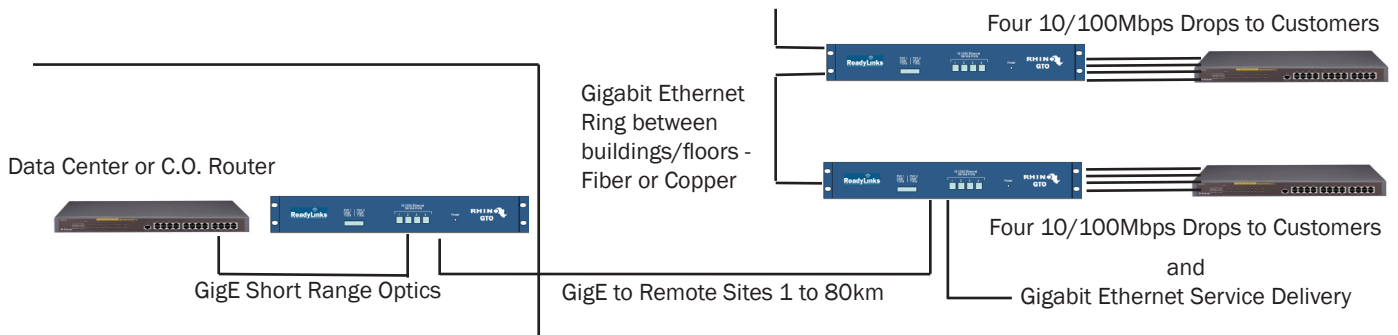 Four 10/100Mbps Drops to Customers
ReadyLinks
RHINO
GTO
Gigabit Ethernet
Ring between
buildings/floors -
Fiber or Copper
Data Center or C.O. Router
ReadyLinks
RHINO
GTO
ReadyLinks
Power
RHINO
GTO
Four 10/100Mbps Drops to Customers
and
GigE Short Range Optics
GigE to Remote Sites 1 to 80km
Gigabit Ethernet Service Delivery